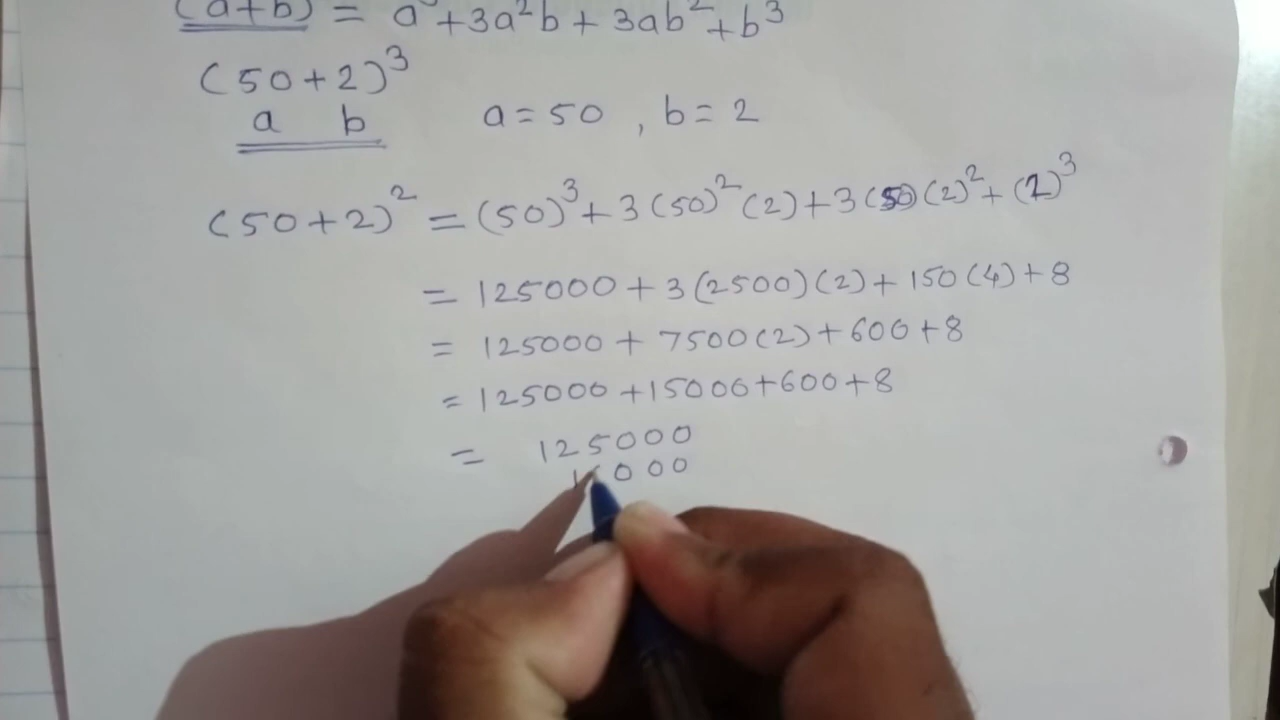 (a+b) = a³+3a²b+3ab²+b³
(50+2)³
a b a=50, b=2
(50+2)² = (50)³+3(50)²(2)+3(50)(2)²+(2)³
= 125000+3(2500)(2)+150(4)+8
= 125000+7500(2)+600+8
= 125000+15000+600+8
= 125000
15000